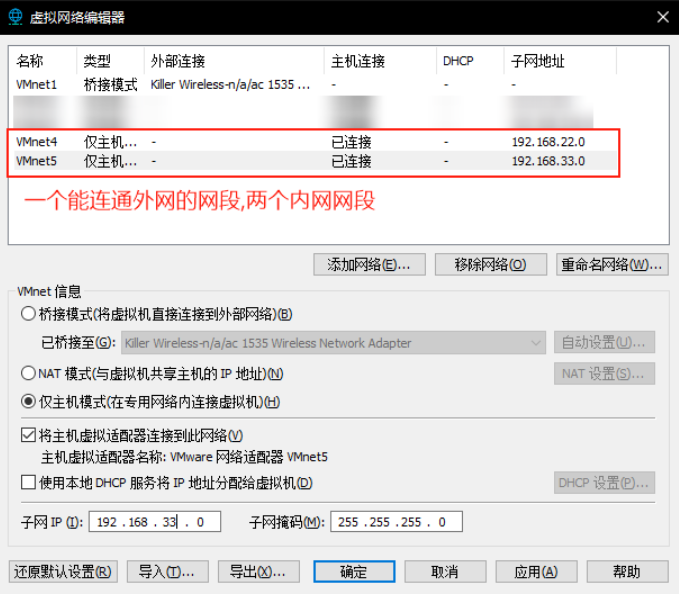 虚拟网络编辑器
名称 类型 外部连接 主机连接 DHCP 子网地址
VMnet1 桥接模式 Killer Wireless-n/a/ac 1535 ... - - -
VMnet4 仅主机... - 已连接 - 192.168.22.0
VMnet5 仅主机... - 已连接 - 192.168.33.0
一个能连通外网的网段,两个内网网段
添加网络(E)... 移除网络(O) 重命名网络(W)...
VMnet 信息
桥接模式(将虚拟机直接连接到外部网络)(B)
已桥接至(G): Killer Wireless-n/a/ac 1535 Wireless Network Adapter 自动设置(U)...
NAT 模式(与虚拟机共享主机的 IP 地址)(N) NAT 设置(S)...
仅主机模式(在专用网络内连接虚拟机)(H)
将主机虚拟适配器连接到此网络(V)
主机虚拟适配器名称: VMware 网络适配器 VMnet5
使用本地 DHCP 服务将 IP 地址分配给虚拟机(D) DHCP 设置(P)...
子网 IP (I): 192 . 168 . 33 . 0 子网掩码(M): 255 . 255 . 255 . 0
还原默认设置(R) 导入(T)... 导出(X)... 确定 取消 应用(A) 帮助